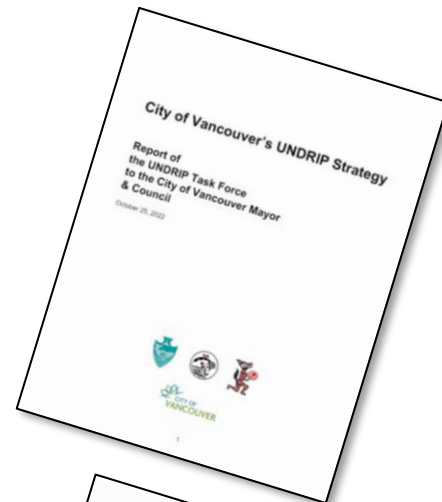 City of Vancouver's UNDRIP Strategy
Report of
the UNDRIP Task Force
to the City of Vancouver Mayor
& Council
October 25, 2022
CITY OF
VANCOUVER
1